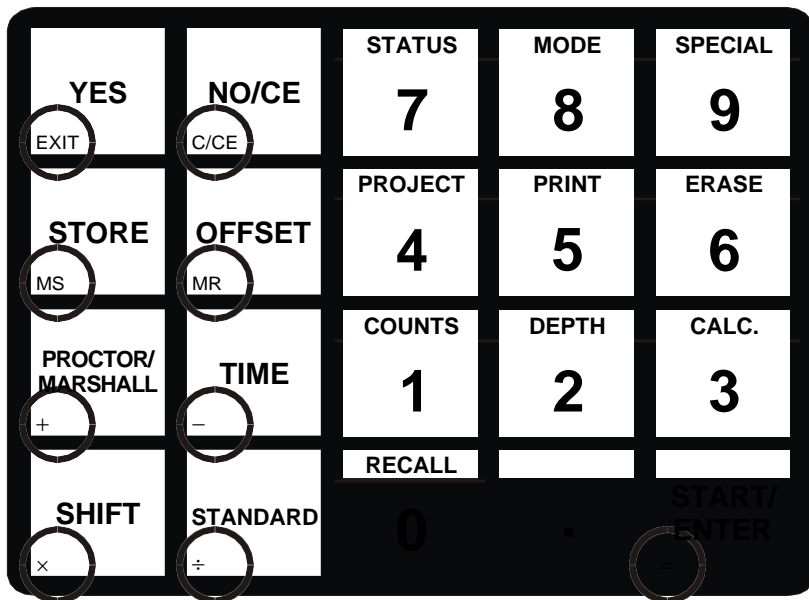 YES
EXIT
NO/CE
C/CE
STATUS
7
MODE
8
SPECIAL
9
STORE
MS
OFFSET
MR
PROJECT
4
PRINT
5
ERASE
6
PROCTOR/
MARSHALL
+
TIME
−
COUNTS
1
DEPTH
2
CALC.
3
SHIFT
×
STANDARD
÷
RECALL
0
.
START/
ENTER
=